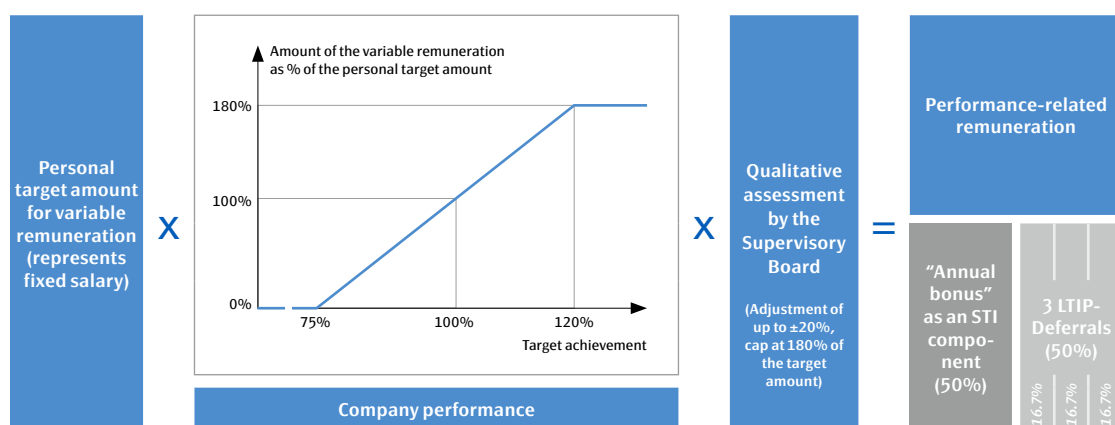 Personal
target amount
for variable
remuneration
(represents
fixed salary)
X
Amount of the variable remuneration
as % of the personal target amount
180%
100%
0%
75%
100%
120%
Target achievement
Company performance
X
Qualitative
assessment
by the
Supervisory
Board
(Adjustment of
up to ±20%,
cap at 180% of
the target
amount)
=
Performance-related
remuneration
“Annual
bonus”
as an STI
compo-
nent
(50%)
3 LTIP-
Deferrals
(50%)
16.7%
16.7%
16.7%